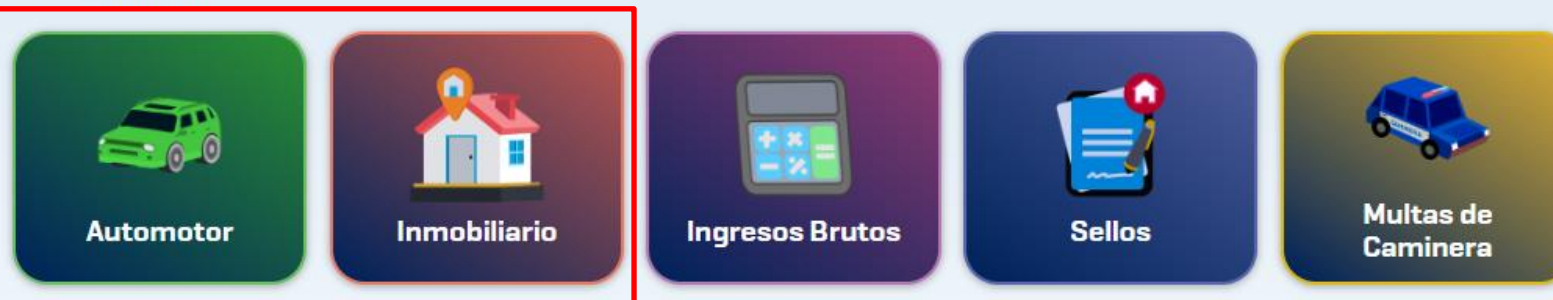 Automotor
Inmobiliario
Ingresos Brutos
Sellos
Multas de
Caminera